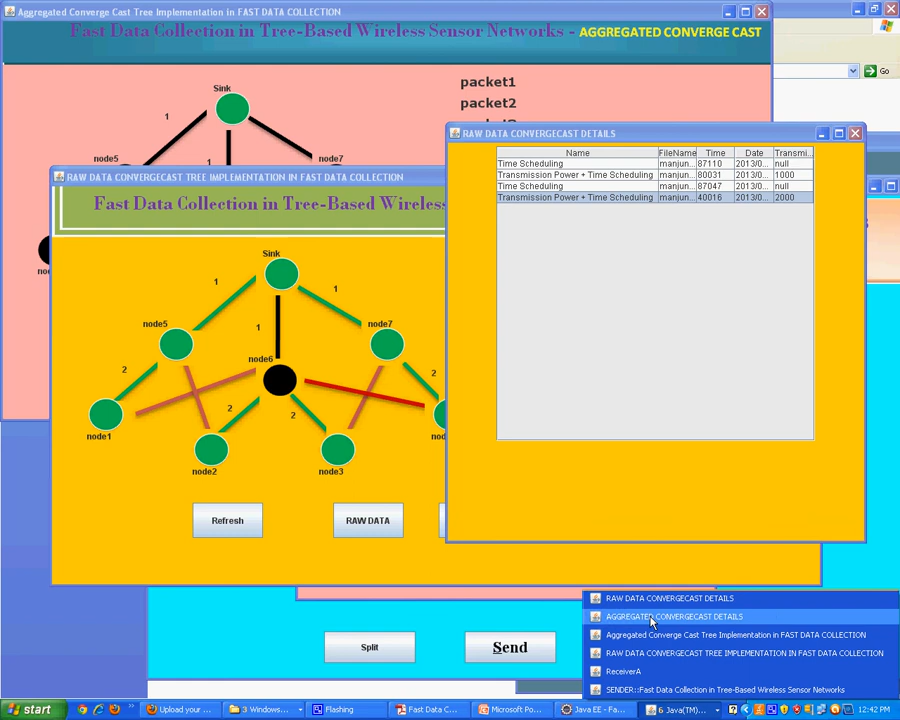 Aggregated Converge Cast Tree Implementation in FAST DATA COLLECTION
Fast Data Collection in Tree-Based Wireless Sensor Networks - AGGREGATED CONVERGE CAST
Go
Sink
1
1
node5
node7
packet1
packet2
RAW DATA CONVERGECAST TREE IMPLEMENTATION IN FAST DATA COLLECTION
Fast Data Collection in Tree-Based Wireles
Sink
1
1
1
node5
node7
node6
2
2
2
2
node1
node2
node3
Refresh
RAW DATA
RAW DATA CONVERGECAST DETAILS
Name FileName Time Date Transmi...
Time Scheduling manjun... 87110 2013/0... null
Transmission Power + Time Scheduling manjun... 80031 2013/0... 1000
Time Scheduling manjun... 87047 2013/0... null
Transmission Power + Time Scheduling manjun... 40016 2013/0... 2000
Split
Send
RAW DATA CONVERGECAST DETAILS
AGGREGATED CONVERGECAST DETAILS
Aggregated Converge Cast Tree Implementation in FAST DATA COLLECTION
RAW DATA CONVERGECAST TREE IMPLEMENTATION IN FAST DATA COLLECTION
ReceiverA
SENDER::Fast Data Collection in Tree-Based Wireless Sensor Networks
start
Upload your ...
3 Windows...
Flashing
Fast Data C...
Microsoft Po...
Java EE - Fa...
6 Java(TM)...
12:42 PM